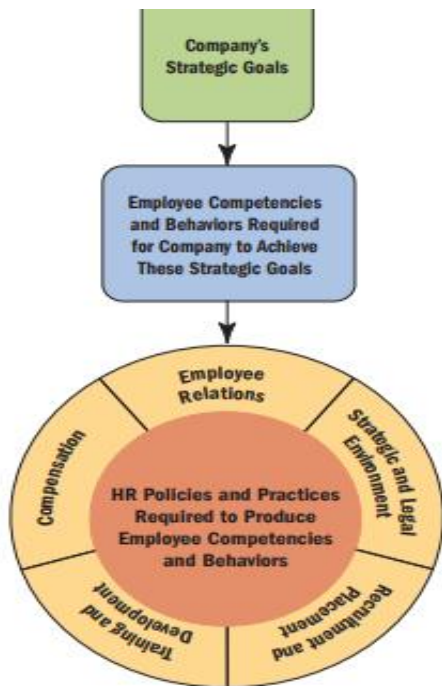 Company's
Strategic Goals
Employee Competencies
and Behaviors Required
for Company to Achieve
These Strategic Goals
Employee
Relations
Strategic and Legal
Environment
Recruitment and
Placement
Training and
Development
Compensation
HR Policies and Practices
Required to Produce
Employee Competencies
and Behaviors